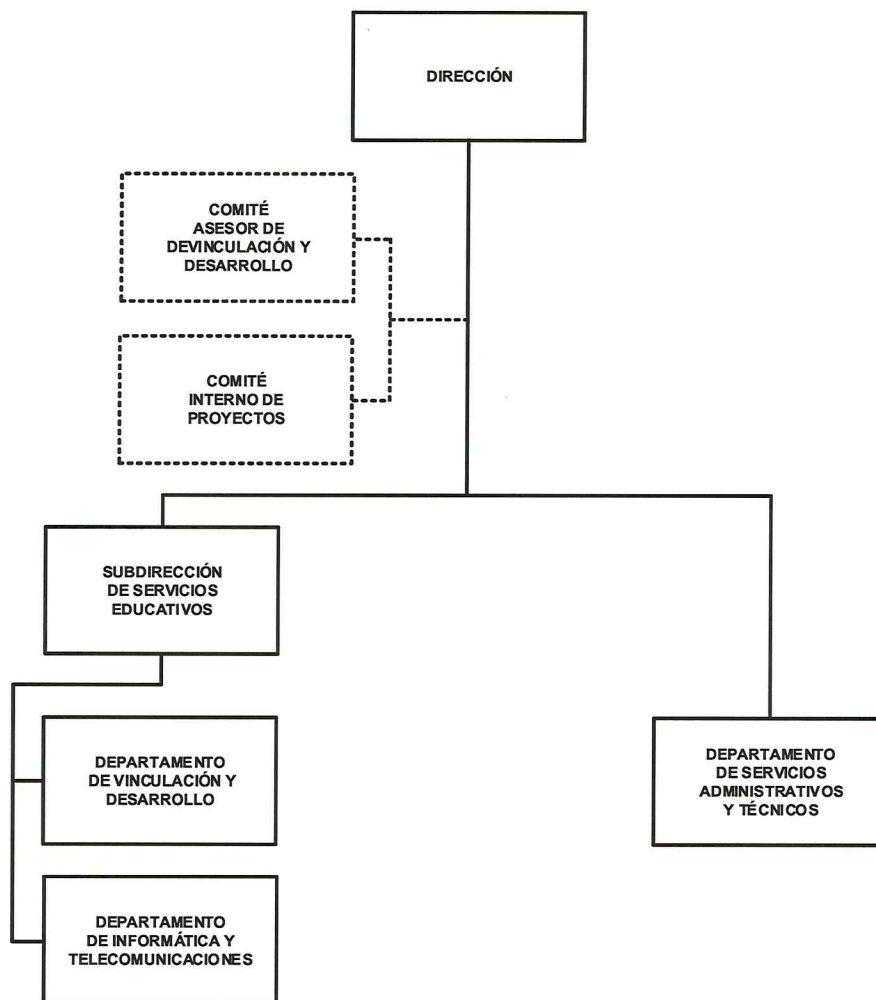 DIRECCIÓN
COMITÉ
ASESOR DE
DEVINCULACIÓN Y
DESARROLLO
COMITÉ
INTERNO DE
PROYECTOS
SUBDIRECCIÓN
DE SERVICIOS
EDUCATIVOS
DEPARTAMENTO
DE VINCULACIÓN Y
DESARROLLO
DEPARTAMENTO
DE SERVICIOS
ADMINISTRATIVOS
Y TÉCNICOS
DEPARTAMENTO
DE INFORMÁTICA Y
TELECOMUNICACIONES